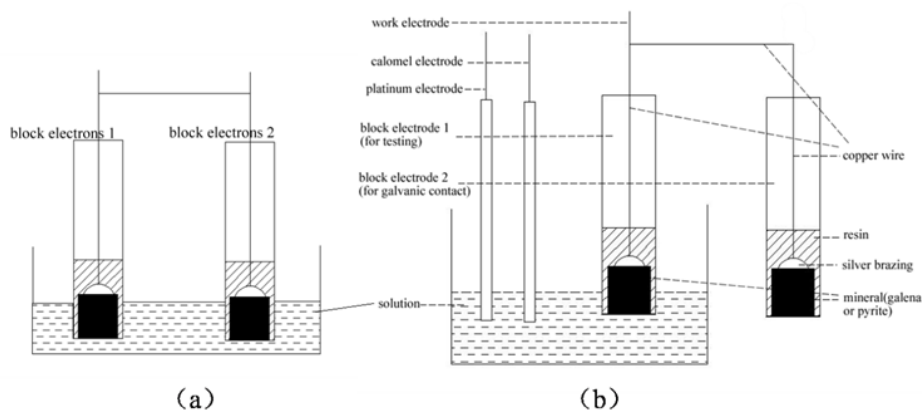 block electrons 1
block electrons 2
(a)
work electrode
calomel electrode
platinum electrode
block electrode 1
(for testing)
block electrode 2
(for galvanic contact)
solution
copper wire
resin
silver brazing
mineral(galena
or pyrite)
(b)